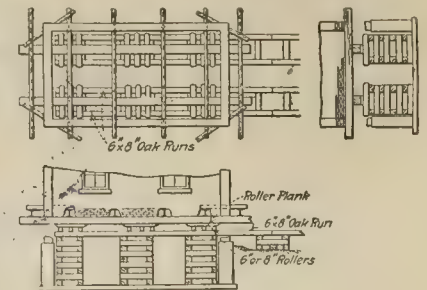 6"x8" Oak Runs
Roller Plank
6"x8" Oak Run
6"or 8" Rollers